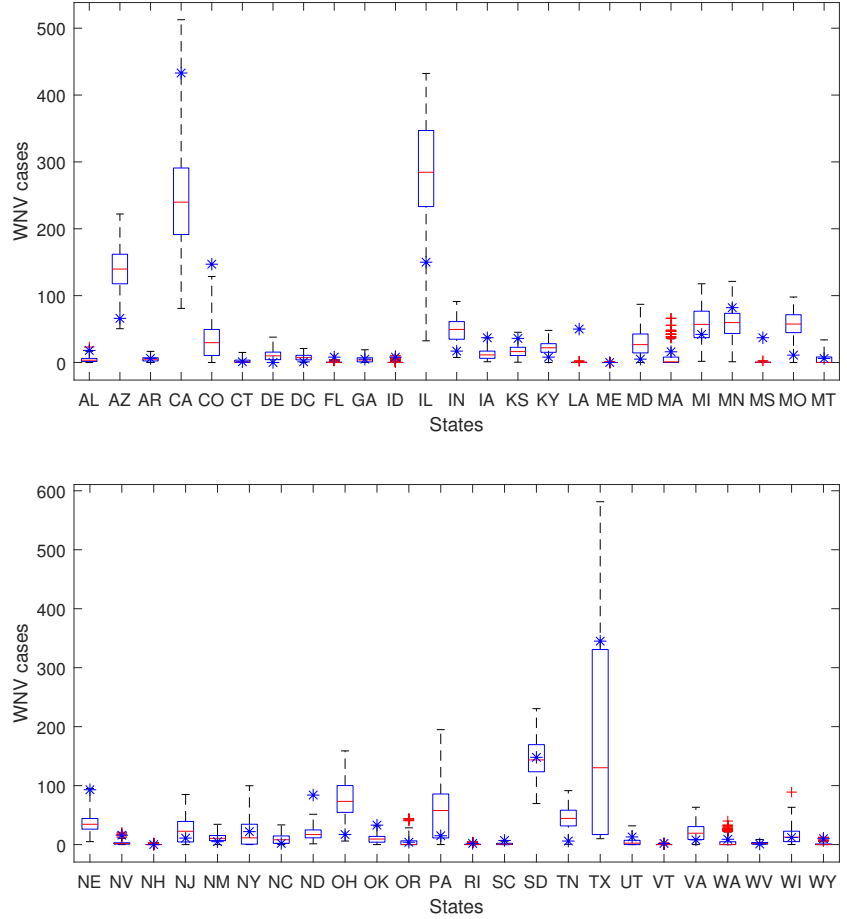 500
400
300
200
100
0
WNV cases
AL AZ AR CA CO CT DE DC FL GA ID IL IN IA KS KY LA ME MD MA MI MN MS MO MT
States
600
500
400
300
200
100
0
WNV cases
NE NV NH NJ NM NY NC ND OH OK OR PA RI SC SD TN TX UT VT VA WA WV WI WY
States